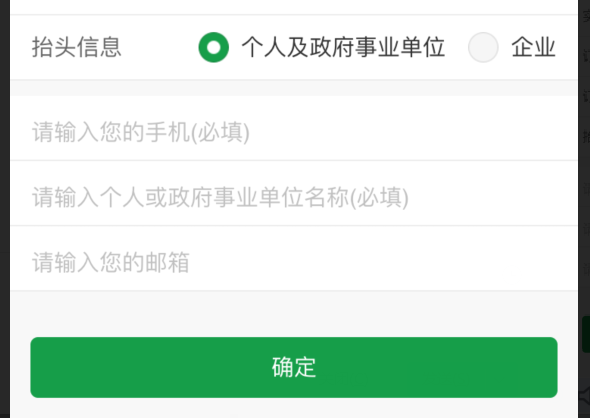 抬头信息 个人及政府事业单位 企业
请输入您的手机(必填)
请输入个人或政府事业单位名称(必填)
请输入您的邮箱
确定